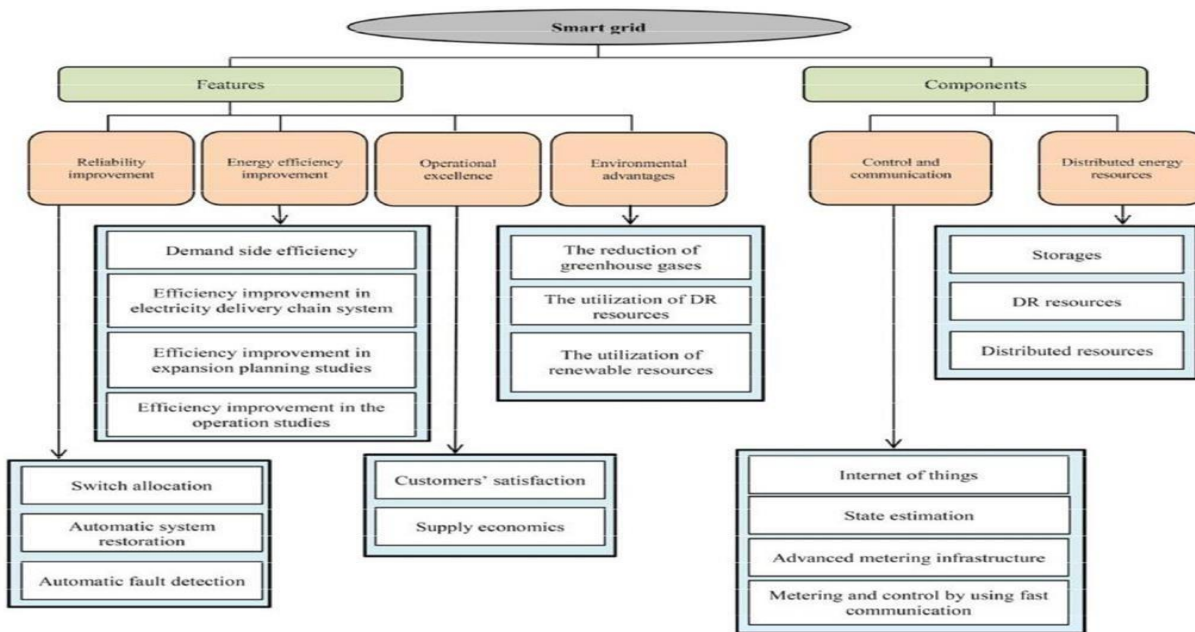 Smart grid
Features
Components
Reliability
improvement
Energy efficiency
improvement
Operational
excellence
Environmental
advantages
Control and
communication
Distributed energy
resources
Demand side efficiency
Efficiency improvement in
electricity delivery chain system
Efficiency improvement in
expansion planning studies
Efficiency improvement in the
operation studies
The reduction of
greenhouse gases
The utilization of DR
resources
The utilization of
renewable resources
Storages
DR resources
Distributed resources
Switch allocation
Automatic system
restoration
Automatic fault detection
Customers’ satisfaction
Supply economics
Internet of things
State estimation
Advanced metering infrastructure
Metering and control by using fast
communication